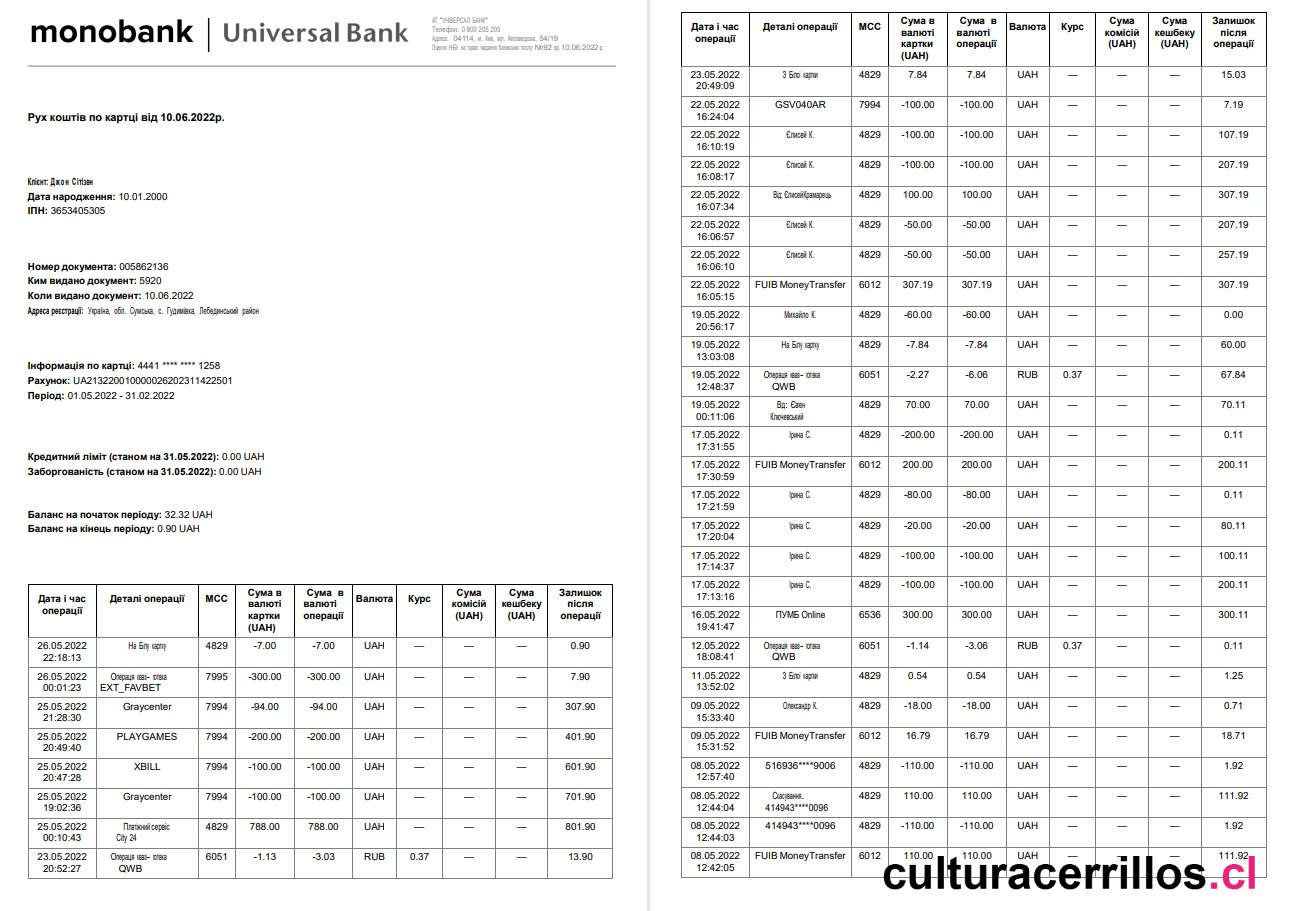 monobank | Universal Bank
АТ "УНІВЕРСАЛ БАНК"
Телефон: 0 800 205 205
Адреса: 04114, м. Київ, вул. Автозаводська, 54/19
Ліцензія НБУ на право надання банківських послуг №92 від 10.06.2022 р.
Рух коштів по картці від 10.06.2022р.
Клієнт: Джон Сітізен
Дата народження: 10.01.2000
ІПН: 3653405305
Номер документа: 005862136
Ким видано документ: 5920
Коли видано документ: 10.06.2022
Адреса реєстрації: Україна, обл. Сумська, с. Гудимівка, Лебединський район
Інформація по картці: 4441 **** **** 1258
Рахунок: UA213220010000026202311422501
Період: 01.05.2022 - 31.02.2022
Кредитний ліміт (станом на 31.05.2022): 0.00 UAH
Заборгованість (станом на 31.05.2022): 0.00 UAH
Баланс на початок періоду: 32.32 UAH
Баланс на кінець періоду: 0.90 UAH
Дата і час операції Деталі операції MCC Сума в валюті картки (UAH) Сума в валюті операції Валюта Курс Сума комісій (UAH) Сума кешбеку (UAH) Залишок після операції
26.05.2022 22:18:13 На Білу картку 4829 -7.00 -7.00 UAH — — — 0.90
26.05.2022 00:01:23 Операція квазі– готівка EXT_FAVBET 7995 -300.00 -300.00 UAH — — — 7.90
25.05.2022 21:28:30 Graycenter 7994 -94.00 -94.00 UAH — — — 307.90
25.05.2022 20:49:40 PLAYGAMES 7994 -200.00 -200.00 UAH — — — 401.90
25.05.2022 20:47:28 XBILL 7994 -100.00 -100.00 UAH — — — 601.90
25.05.2022 19:02:36 Graycenter 7994 -100.00 -100.00 UAH — — — 701.90
25.05.2022 00:10:43 Платіжний сервіс City 24 4829 788.00 788.00 UAH — — — 801.90
23.05.2022 20:52:27 Операція квазі– готівка QWB 6051 -1.13 -3.03 RUB 0.37 — — 13.90
Дата і час операції Деталі операції MCC Сума в валюті картки (UAH) Сума в валюті операції Валюта Курс Сума комісій (UAH) Сума кешбеку (UAH) Залишок після операції
23.05.2022 20:49:09 З Білої картки 4829 7.84 7.84 UAH — — — 15.03
22.05.2022 16:24:04 GSV040AR 7994 -100.00 -100.00 UAH — — — 7.19
22.05.2022 16:10:19 Єлисей К. 4829 -100.00 -100.00 UAH — — — 107.19
22.05.2022 16:08:17 Єлисей К. 4829 -100.00 -100.00 UAH — — — 207.19
22.05.2022 16:07:34 Від: ЄлисейКрамарець 4829 100.00 100.00 UAH — — — 307.19
22.05.2022 16:06:57 Єлисей К. 4829 -50.00 -50.00 UAH — — — 207.19
22.05.2022 16:06:10 Єлисей К. 4829 -50.00 -50.00 UAH — — — 257.19
22.05.2022 16:05:15 FUIB MoneyTransfer 6012 307.19 307.19 UAH — — — 307.19
19.05.2022 20:56:17 Михайло К. 4829 -60.00 -60.00 UAH — — — 0.00
19.05.2022 13:03:08 На Білу картку 4829 -7.84 -7.84 UAH — — — 60.00
19.05.2022 12:48:37 Операція квазі– готівка QWB 6051 -2.27 -6.06 RUB 0.37 — — 67.84
19.05.2022 00:11:06 Від: Євген Ключевський 4829 70.00 70.00 UAH — — — 70.11
17.05.2022 17:31:55 Ірина С. 4829 -200.00 -200.00 UAH — — — 0.11
17.05.2022 17:30:59 FUIB MoneyTransfer 6012 200.00 200.00 UAH — — — 200.11
17.05.2022 17:21:59 Ірина С. 4829 -80.00 -80.00 UAH — — — 0.11
17.05.2022 17:20:04 Ірина С. 4829 -20.00 -20.00 UAH — — — 80.11
17.05.2022 17:14:37 Ірина С. 4829 -100.00 -100.00 UAH — — — 100.11
17.05.2022 17:13:16 Ірина С. 4829 -100.00 -100.00 UAH — — — 200.11
16.05.2022 19:41:47 ПУМБ Online 6536 300.00 300.00 UAH — — — 300.11
12.05.2022 18:08:41 Операція квазі– готівка QWB 6051 -1.14 -3.06 RUB 0.37 — — 0.11
11.05.2022 13:52:02 З Білої картки 4829 0.54 0.54 UAH — — — 1.25
09.05.2022 15:33:40 Олександр К. 4829 -18.00 -18.00 UAH — — — 0.71
09.05.2022 15:31:52 FUIB MoneyTransfer 6012 16.79 16.79 UAH — — — 18.71
08.05.2022 12:57:40 516936****9006 4829 -110.00 -110.00 UAH — — — 1.92
08.05.2022 12:44:04 Скасування. 414943****0096 4829 110.00 110.00 UAH — — — 111.92
08.05.2022 12:44:03 414943****0096 4829 -110.00 -110.00 UAH — — — 1.92
08.05.2022 12:42:05 FUIB MoneyTransfer 6012 110.00 110.00 UAH — — — 111.92
culturacerrillos.cl